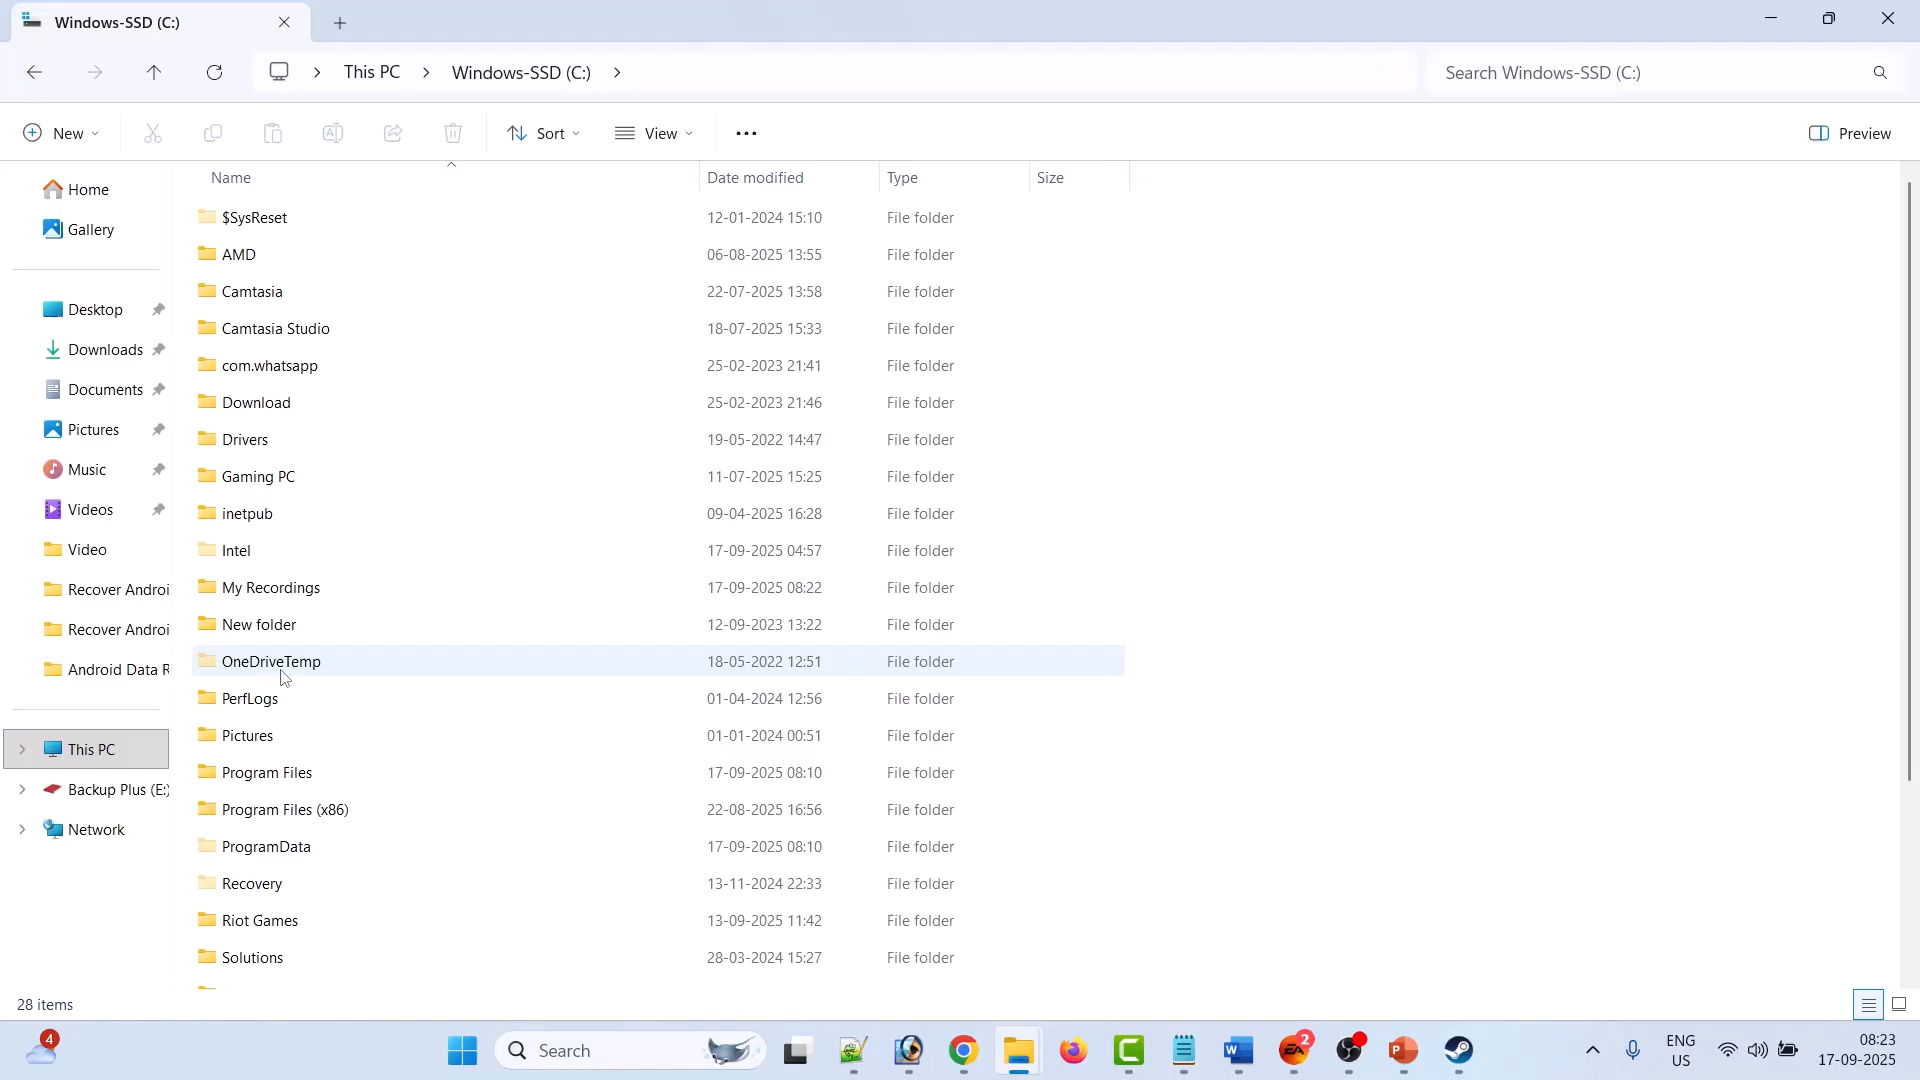 Windows-SSD (C:)
This PC
Windows-SSD (C:)
Search Windows-SSD (C:)
New
Sort
View
Preview
Name
Date modified
Type
Size
Home
Gallery
Desktop
Downloads
Documents
Pictures
Music
Videos
Video
Recover Androi
Recover Androi
Android Data R
This PC
Backup Plus (E:)
Network
$SysReset 12-01-2024 15:10 File folder
AMD 06-08-2025 13:55 File folder
Camtasia 22-07-2025 13:58 File folder
Camtasia Studio 18-07-2025 15:33 File folder
com.whatsapp 25-02-2023 21:41 File folder
Download 25-02-2023 21:46 File folder
Drivers 19-05-2022 14:47 File folder
Gaming PC 11-07-2025 15:25 File folder
inetpub 09-04-2025 16:28 File folder
Intel 17-09-2025 04:57 File folder
My Recordings 17-09-2025 08:22 File folder
New folder 12-09-2023 13:22 File folder
OneDriveTemp 18-05-2022 12:51 File folder
PerfLogs 01-04-2024 12:56 File folder
Pictures 01-01-2024 00:51 File folder
Program Files 17-09-2025 08:10 File folder
Program Files (x86) 22-08-2025 16:56 File folder
ProgramData 17-09-2025 08:10 File folder
Recovery 13-11-2024 22:33 File folder
Riot Games 13-09-2025 11:42 File folder
Solutions 28-03-2024 15:27 File folder
28 items
4
Search
W
EA
2
P
ENG
US
08:23
17-09-2025